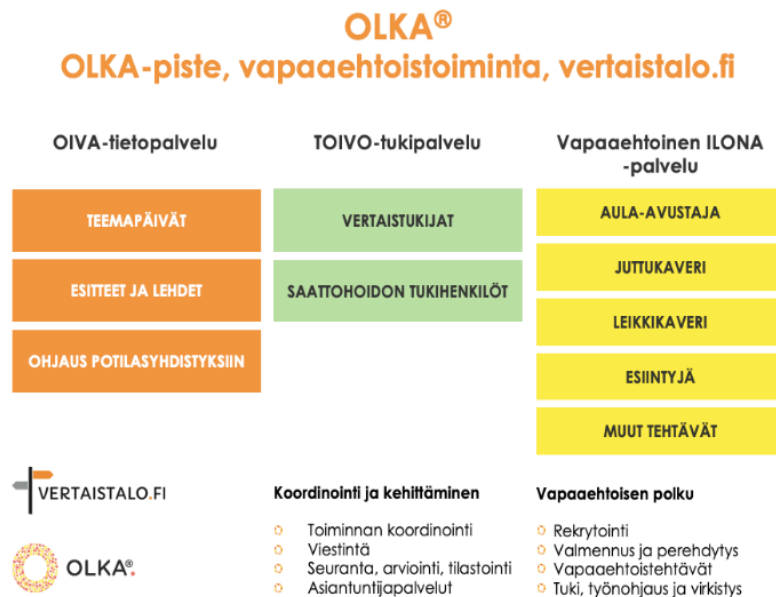 OLKA®
OLKA-piste, vapaaehtoistoiminta, vertaistalo.fi
OIVA-tietopalvelu
TEEMAPÄIVÄT
ESITTEET JA LEHDET
OHJAUS POTILASYHDISTYKSIIN
TOIVO-tukipalvelu
VERTAISTUKIJAT
SAATTOHOIDON TUKIHENKILÖT
Vapaaehtoinen ILONA
-palvelu
AULA-AVUSTAJA
JUTTUKAVERI
LEIKKIKAVERI
ESIINTYJÄ
MUUT TEHTÄVÄT
VERTAISTALO.FI
OLKA®.
Koordinointi ja kehittäminen
Toiminnan koordinointi
Viestintä
Seuranta, arviointi, tilastointi
Asiantuntijapalvelut
Vapaaehtoisen polku
Rekrytointi
Valmennus ja perehdytys
Vapaaehtoistehtävät
Tuki, työnohjaus ja virkistys